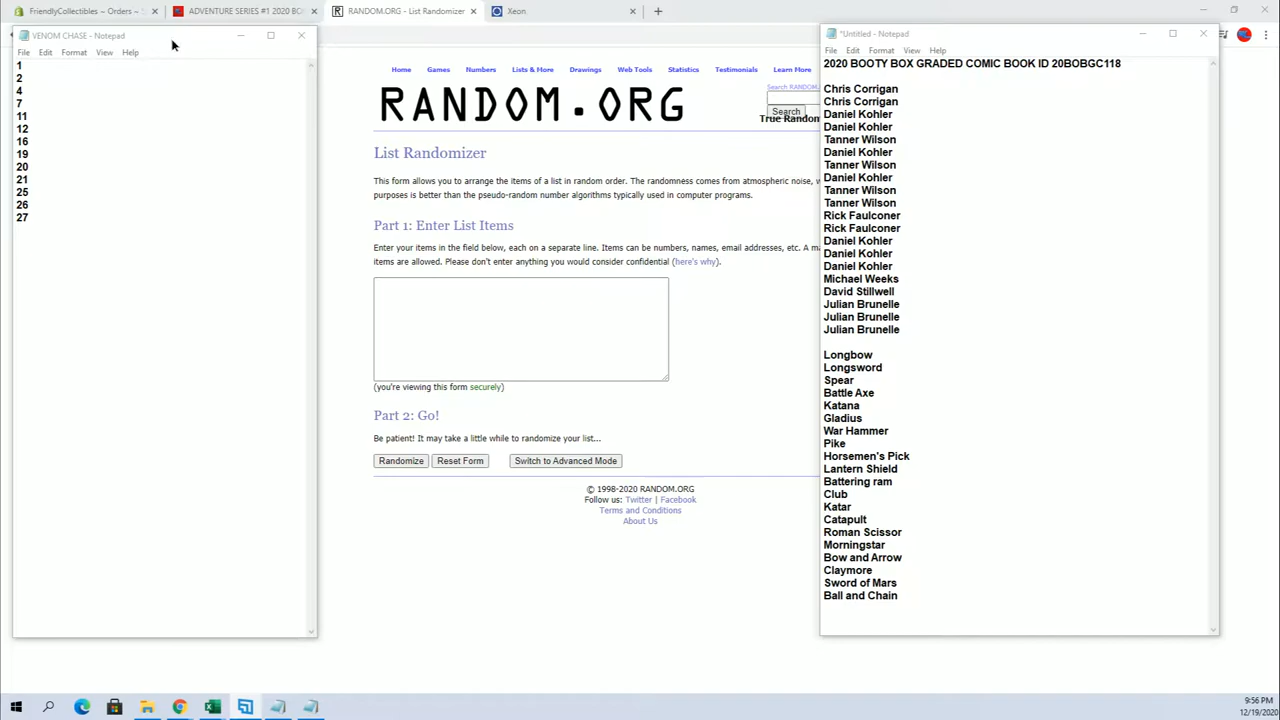 FriendlyCollectibles – Orders –
ADVENTURE SERIES #1 2020 BC
RANDOM.ORG - List Randomizer
Xeon
VENOM CHASE - Notepad
File Edit Format View Help
1
2
4
7
11
12
16
19
20
21
25
26
27
Home Games Numbers Lists & More Drawings Web Tools Statistics Testimonials Learn More
Search RANDOM.
RANDOM.ORG
Search
True Random
List Randomizer
This form allows you to arrange the items of a list in random order. The randomness comes from atmospheric noise, w
purposes is better than the pseudo-random number algorithms typically used in computer programs.
Part 1: Enter List Items
Enter your items in the field below, each on a separate line. Items can be numbers, names, email addresses, etc. A ma
items are allowed. Please don't enter anything you would consider confidential (here's why).
(you're viewing this form securely)
Part 2: Go!
Be patient! It may take a little while to randomize your list...
Randomize Reset Form Switch to Advanced Mode
© 1998-2020 RANDOM.ORG
Follow us: Twitter | Facebook
Terms and Conditions
About Us
*Untitled - Notepad
File Edit Format View Help
2020 BOOTY BOX GRADED COMIC BOOK ID 20BOBGC118
Chris Corrigan
Chris Corrigan
Daniel Kohler
Daniel Kohler
Tanner Wilson
Daniel Kohler
Tanner Wilson
Daniel Kohler
Tanner Wilson
Tanner Wilson
Rick Faulconer
Rick Faulconer
Daniel Kohler
Daniel Kohler
Daniel Kohler
Michael Weeks
David Stillwell
Julian Brunelle
Julian Brunelle
Julian Brunelle
Longbow
Longsword
Spear
Battle Axe
Katana
Gladius
War Hammer
Pike
Horsemen's Pick
Lantern Shield
Battering ram
Club
Katar
Catapult
Roman Scissor
Morningstar
Bow and Arrow
Claymore
Sword of Mars
Ball and Chain
9:56 PM
12/19/2020